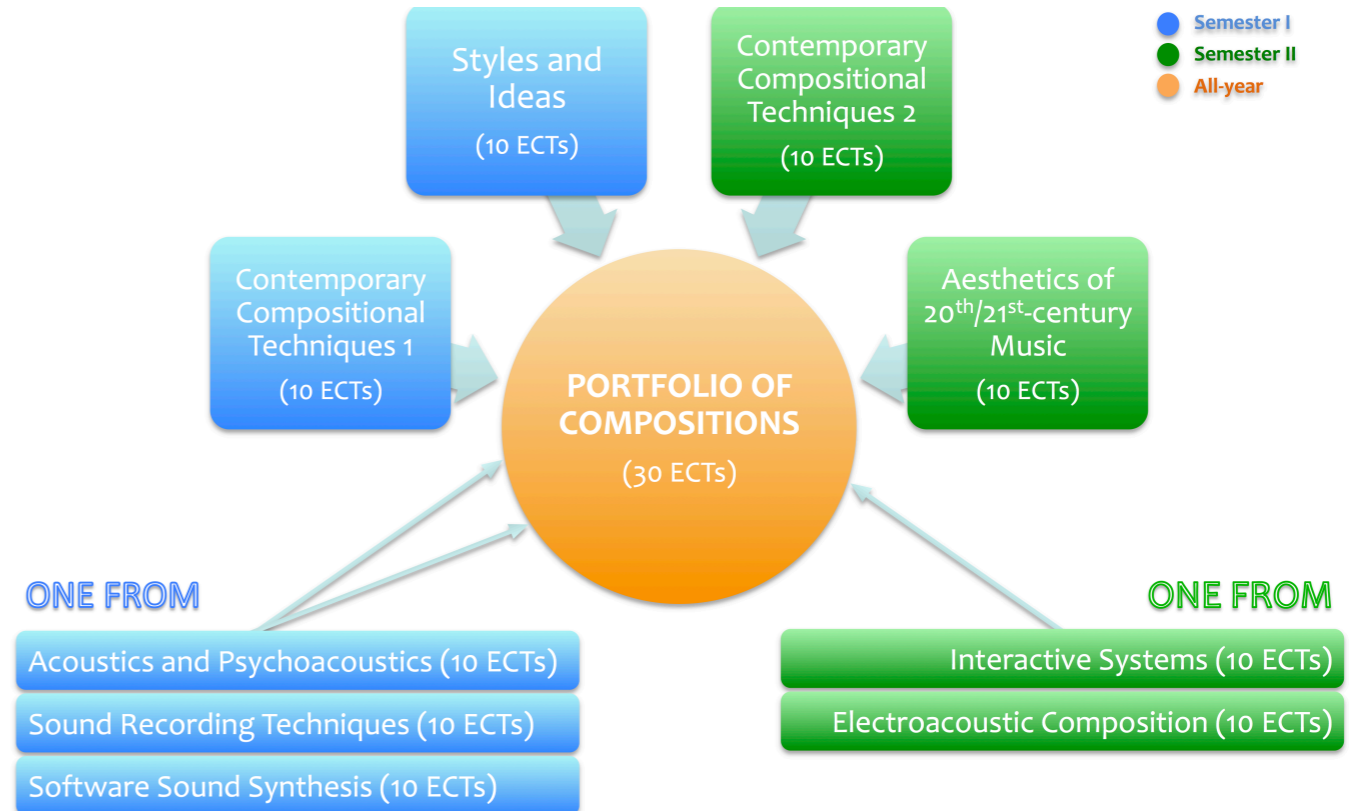 Styles and
Ideas
(10 ECTs)
Contemporary
Compositional
Techniques 2
(10 ECTs)
Semester I
Semester II
All-year
Contemporary
Compositional
Techniques 1
(10 ECTs)
PORTFOLIO OF
COMPOSITIONS
(30 ECTs)
Aesthetics of
20th/21st-century
Music
(10 ECTs)
ONE FROM
Acoustics and Psychoacoustics (10 ECTs)
Sound Recording Techniques (10 ECTs)
Software Sound Synthesis (10 ECTs)
ONE FROM
Interactive Systems (10 ECTs)
Electroacoustic Composition (10 ECTs)